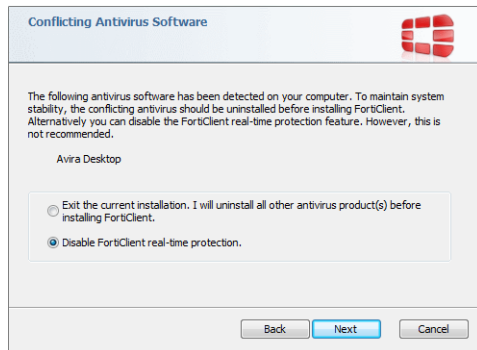 Conflicting Antivirus Software
The following antivirus software has been detected on your computer. To maintain system
stability, the conflicting antivirus should be uninstalled before installing FortiClient.
Alternatively you can disable the FortiClient real-time protection feature. However, this is
not recommended.
Avira Desktop
Exit the current installation. I will uninstall all other antivirus product(s) before
installing FortiClient.
Disable FortiClient real-time protection.
Back
Next
Cancel